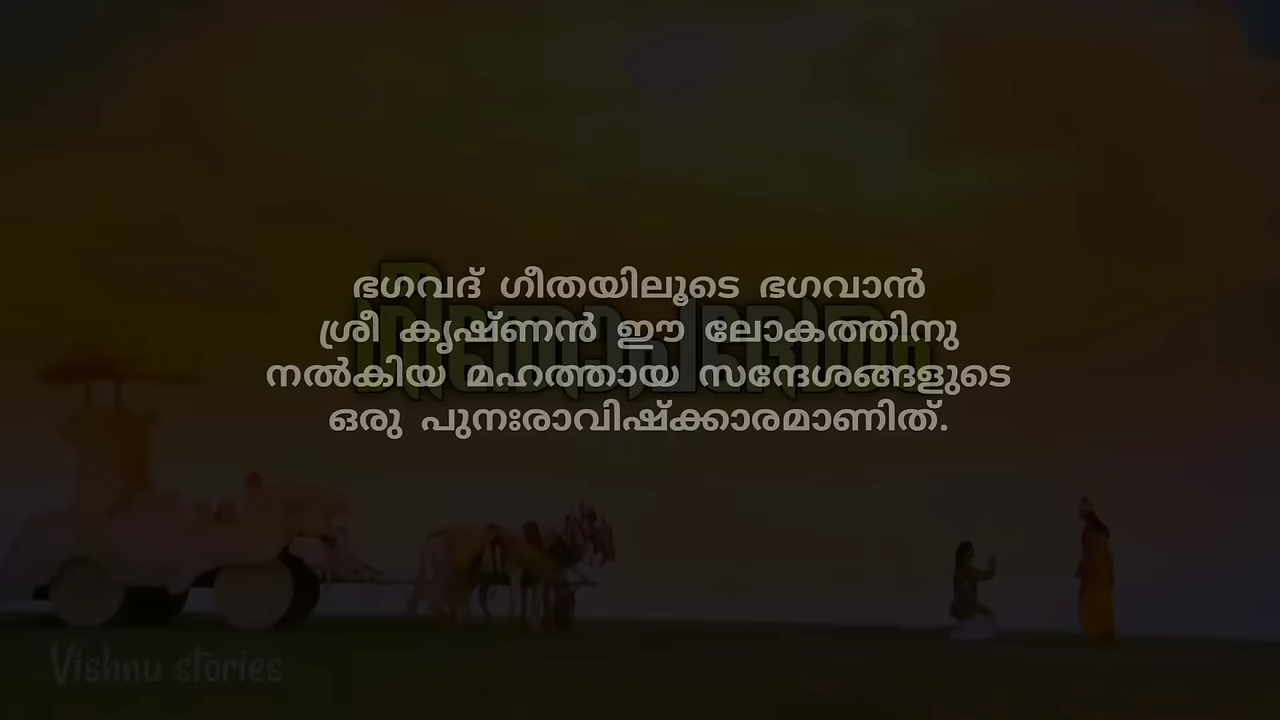 ഭഗവദ് ഗീതയിലൂടെ ഭഗവാൻ
ശ്രീ കൃഷ്ണൻ ഈ ലോകത്തിനു
നൽകിയ മഹത്തായ സന്ദേശങ്ങളുടെ
ഒരു പുനഃരാവിഷ്ക്കാരമാണിത്.
Vishnu stories